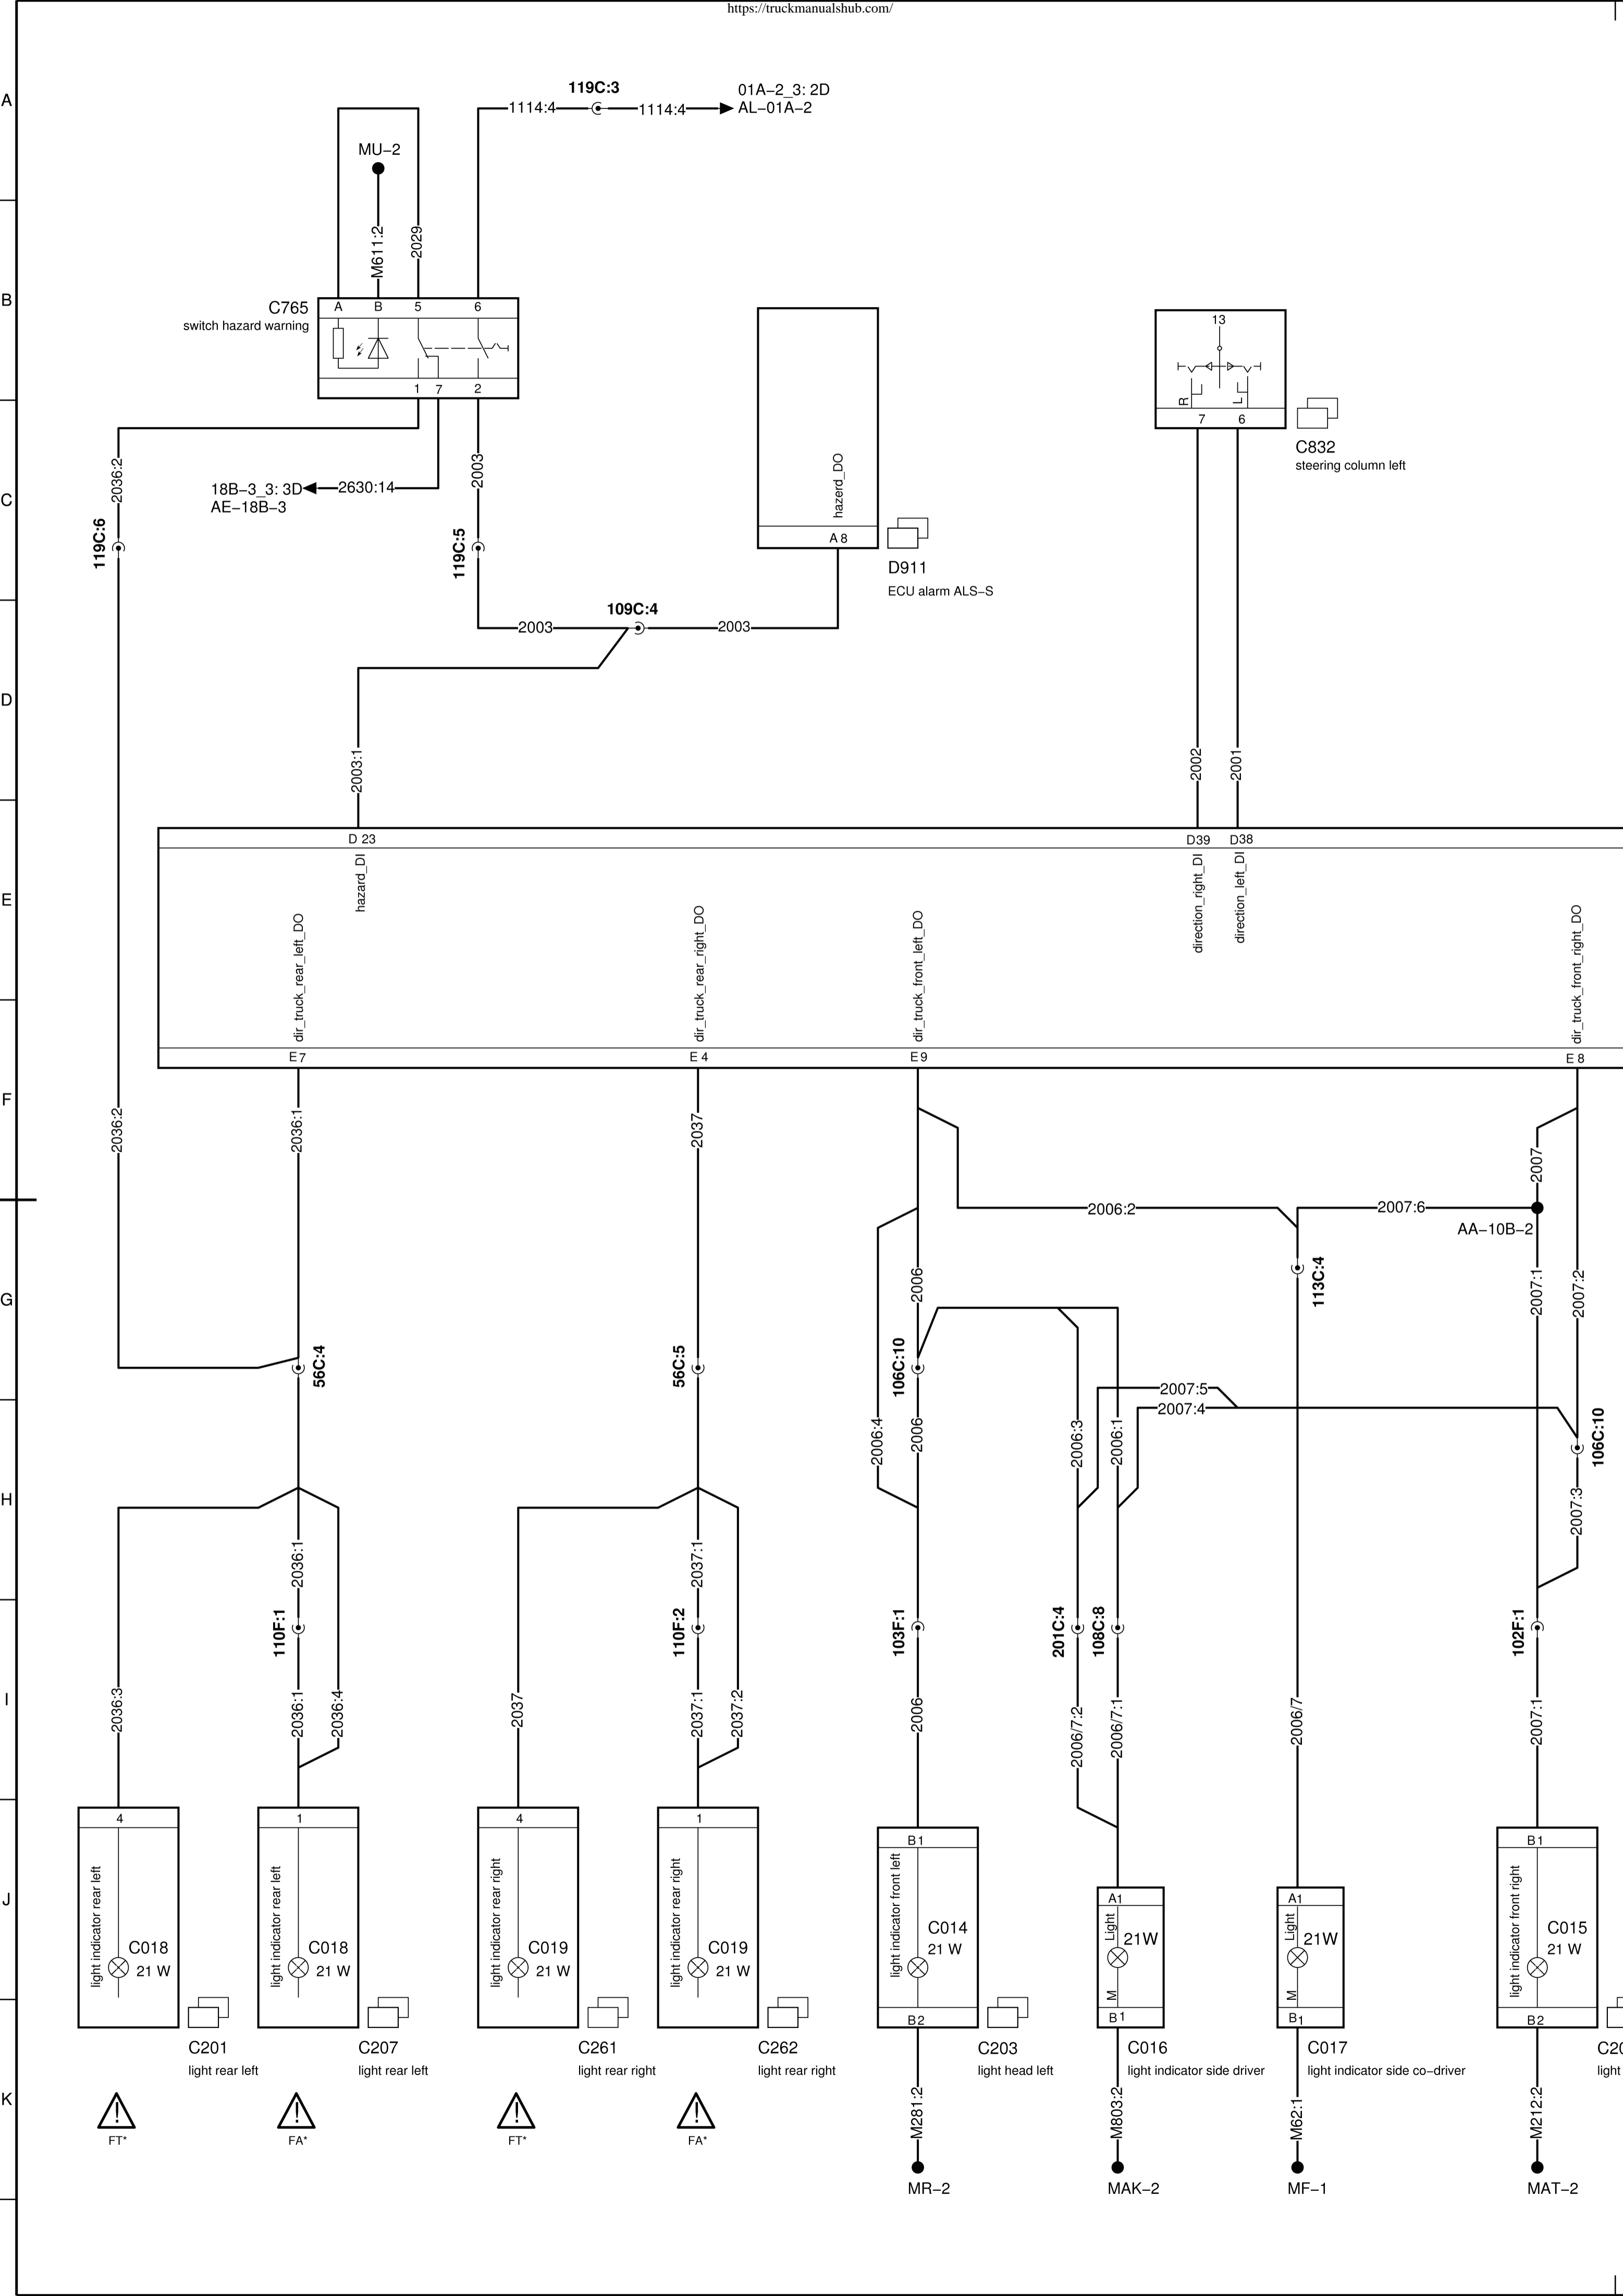 https://truckmanualshub.com/
A
119C:3
01A–2_3: 2D
1114:4
1114:4
AL–01A–2
MU–2
M611:2
2029
B
C765
switch hazard warning
A B 5 6
1 7 2
13
R
L
7 6
C832
steering column left
2036:2
2003
hazerd_DO
A 8
C
18B–3_3: 3D
2630:14
AE–18B–3
119C:6
119C:5
D911
ECU alarm ALS–S
109C:4
2003
2003
D
2003:1
2002
2001
D 23
D39
D38
hazard_DI
direction_right_DI
direction_left_DI
E
dir_truck_rear_left_DO
dir_truck_rear_right_DO
dir_truck_front_left_DO
dir_truck_front_right_DO
E 7
E 4
E 9
E 8
F
2036:2
2036:1
2037
2007
2006:2
2007:6
AA–10B–2
G
2006
113C:4
2007:1
2007:2
56C:4
56C:5
106C:10
2007:5
2007:4
106C:10
2006:4
2006
2006:3
2006:1
H
2007:3
2036:1
2037:1
110F:1
110F:2
103F:1
201C:4
108C:8
102F:1
I
2036:3
2036:1
2036:4
2037
2037:1
2037:2
2006
2006/7:2
2006/7:1
2006/7
2007:1
4
1
4
1
B 1
B 1
J
light indicator rear left
light indicator rear left
light indicator rear right
light indicator rear right
light indicator front left
A1
A1
light indicator front right
Light
Light
C018
21 W
C018
21 W
C019
21 W
C019
21 W
C014
21 W
21W
21W
C015
21 W
M
M
B2
B 1
B 1
B2
C201
light rear left
C207
light rear left
C261
light rear right
C262
light rear right
C203
light head left
C016
light indicator side driver
C017
light indicator side co–driver
C20
light
K
!
!
!
!
FT*
FA*
FT*
FA*
M281:2
M803:2
M62:1
M212:2
MR–2
MAK–2
MF–1
MAT–2